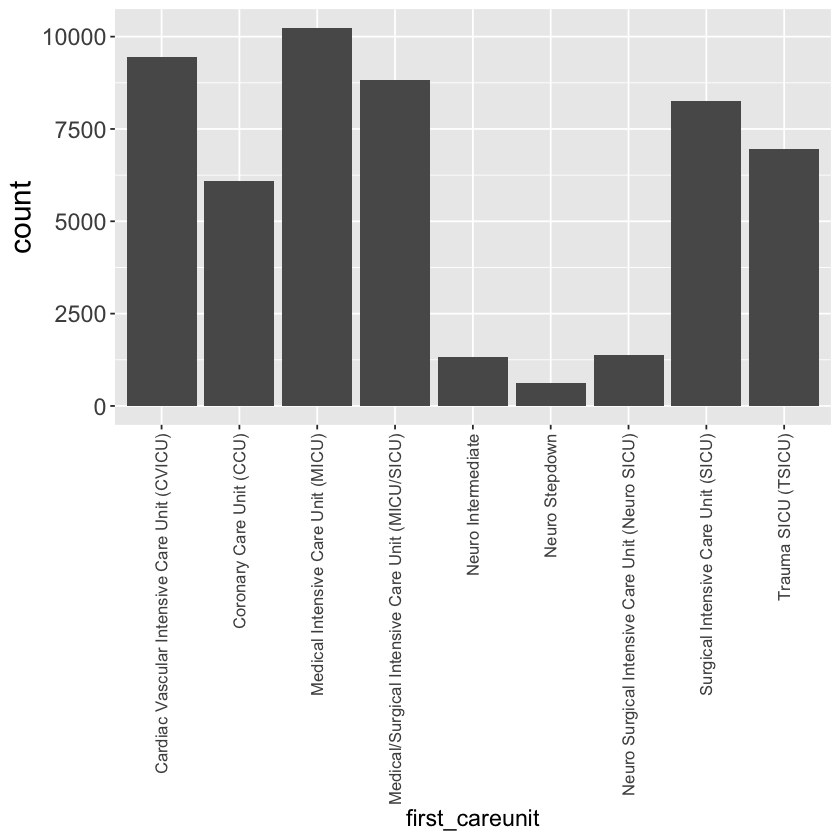 count
10000
7500
5000
2500
0
Cardiac Vascular Intensive Care Unit (CVICU)
Coronary Care Unit (CCU)
Medical Intensive Care Unit (MICU)
Medical/Surgical Intensive Care Unit (MICU/SICU)
Neuro Intermediate
Neuro Stepdown
Neuro Surgical Intensive Care Unit (Neuro SICU)
Surgical Intensive Care Unit (SICU)
Trauma SICU (TSICU)
first_careunit